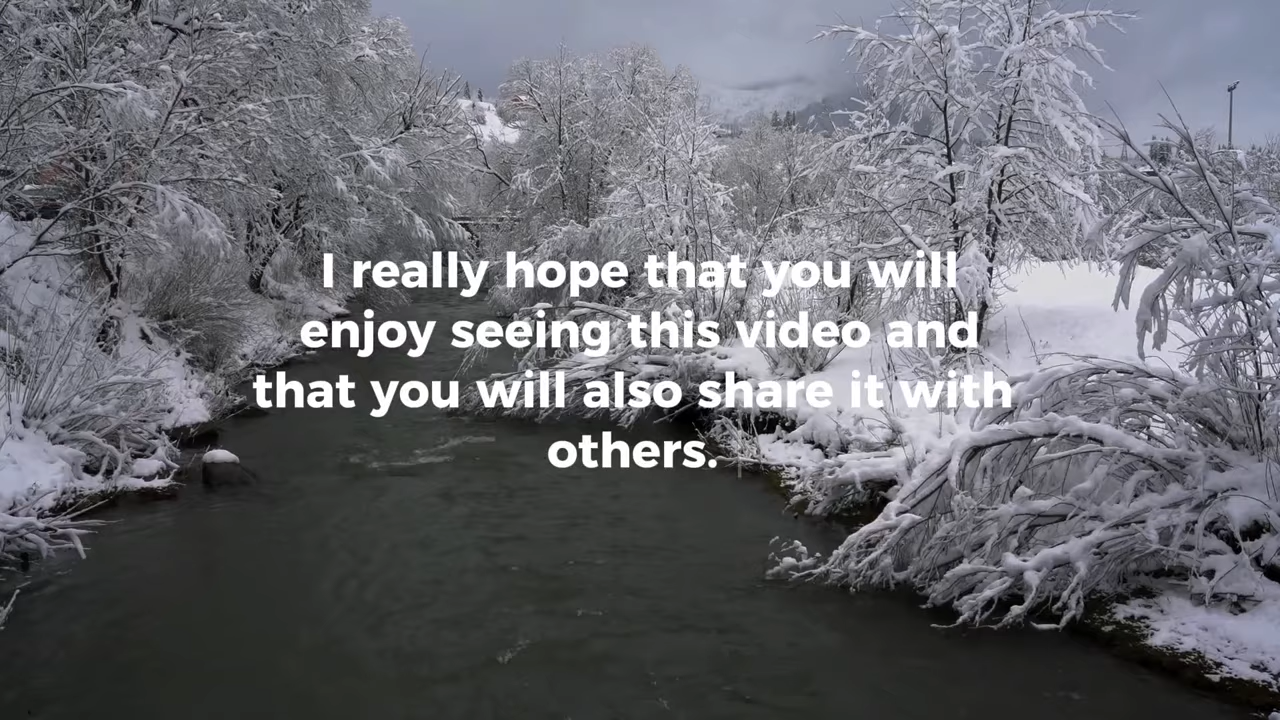 I really hope that you will
enjoy seeing this video and
that you will also share it with
others.